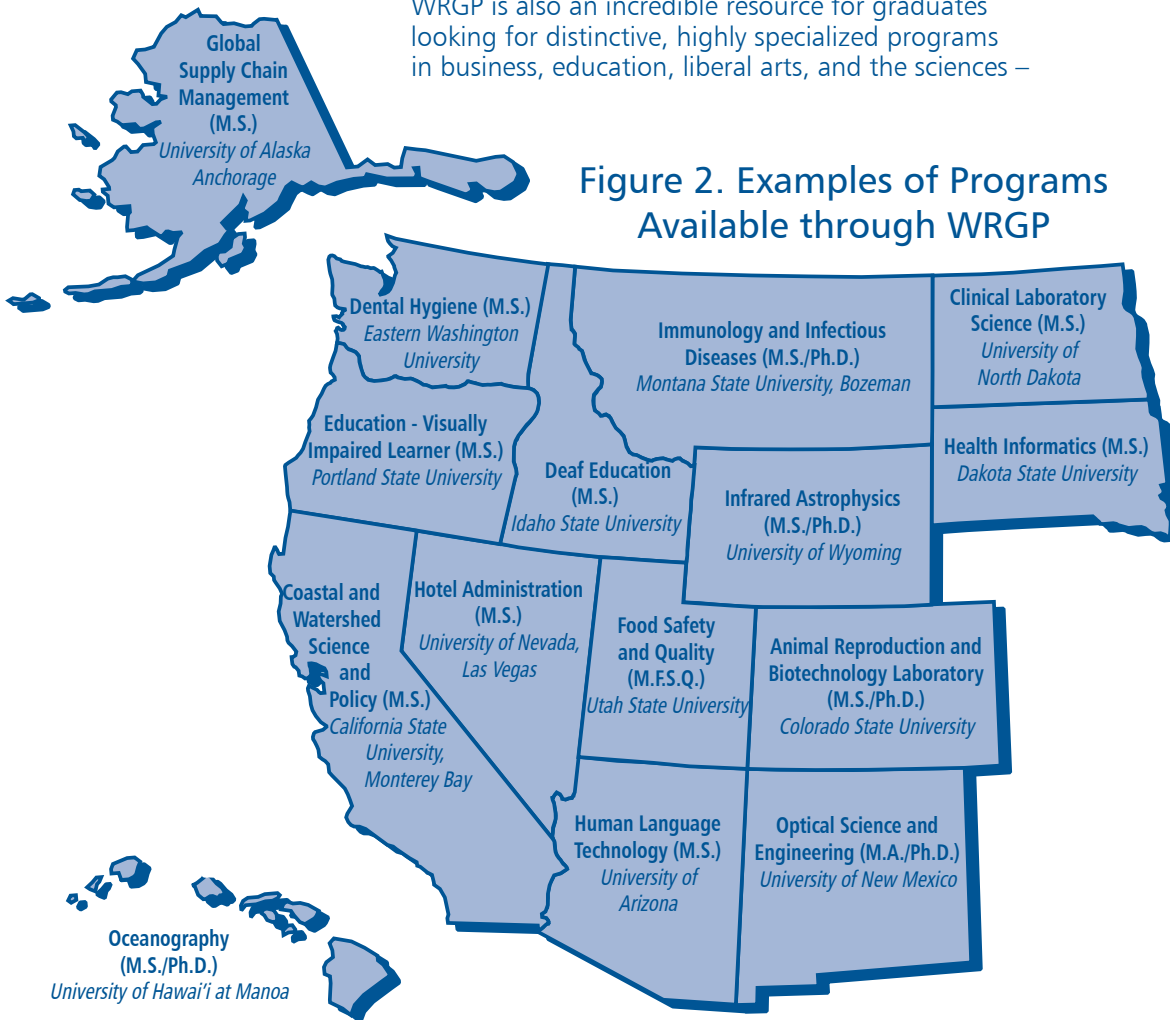 WRGP is also an incredible resource for graduates
looking for distinctive, highly specialized programs
in business, education, liberal arts, and the sciences –
Global
Supply Chain
Management
(M.S.)
University of Alaska
Anchorage
Figure 2. Examples of Programs
Available through WRGP
Dental Hygiene (M.S.)
Eastern Washington
University
Immunology and Infectious
Diseases (M.S./Ph.D.)
Montana State University, Bozeman
Clinical Laboratory
Science (M.S.)
University of
North Dakota
Education - Visually
Impaired Learner (M.S.)
Portland State University
Deaf Education
(M.S.)
Idaho State University
Health Informatics (M.S.)
Dakota State University
Infrared Astrophysics
(M.S./Ph.D.)
University of Wyoming
Coastal and
Watershed
Science
and
Policy (M.S.)
California State
University,
Monterey Bay
Hotel Administration
(M.S.)
University of Nevada,
Las Vegas
Food Safety
and Quality
(M.F.S.Q.)
Utah State University
Animal Reproduction and
Biotechnology Laboratory
(M.S./Ph.D.)
Colorado State University
Human Language
Technology (M.S.)
University of
Arizona
Optical Science and
Engineering (M.A./Ph.D.)
University of New Mexico
Oceanography
(M.S./Ph.D.)
University of Hawai‘i at Manoa